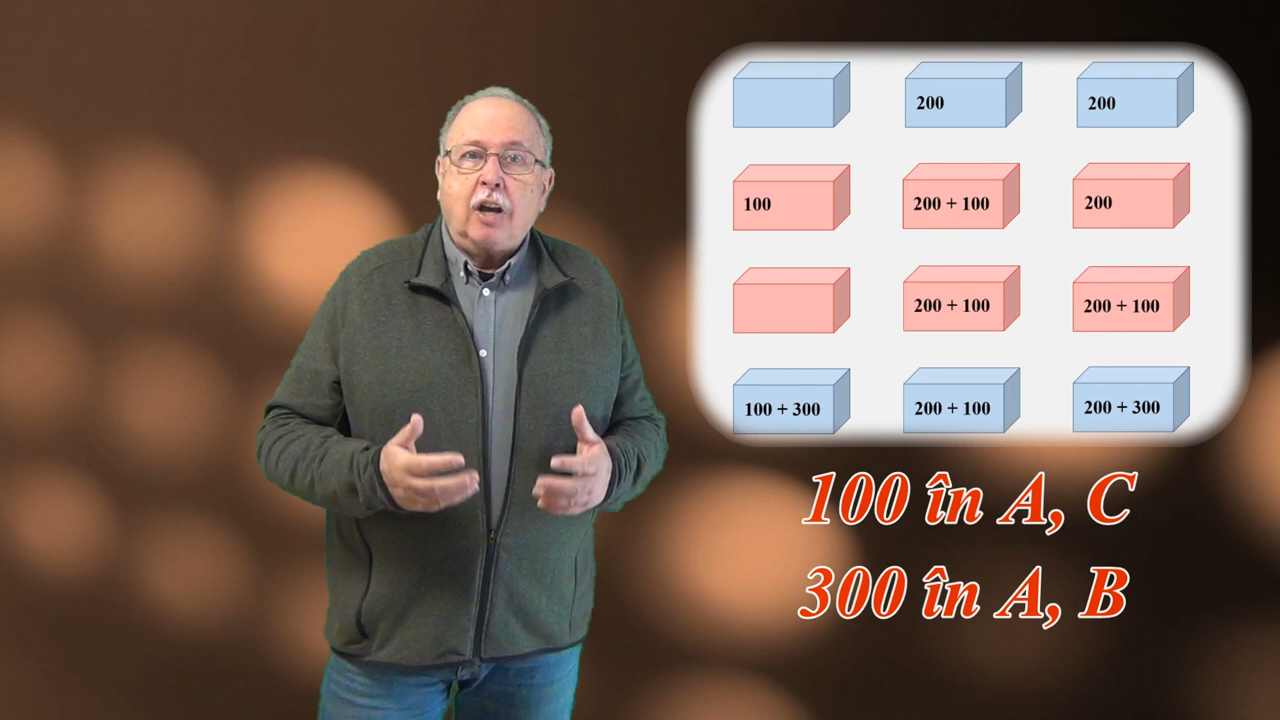 200 200
100 200 + 100 200
200 + 100 200 + 100
100 + 300 200 + 100 200 + 300
100 în A, C
300 în A, B